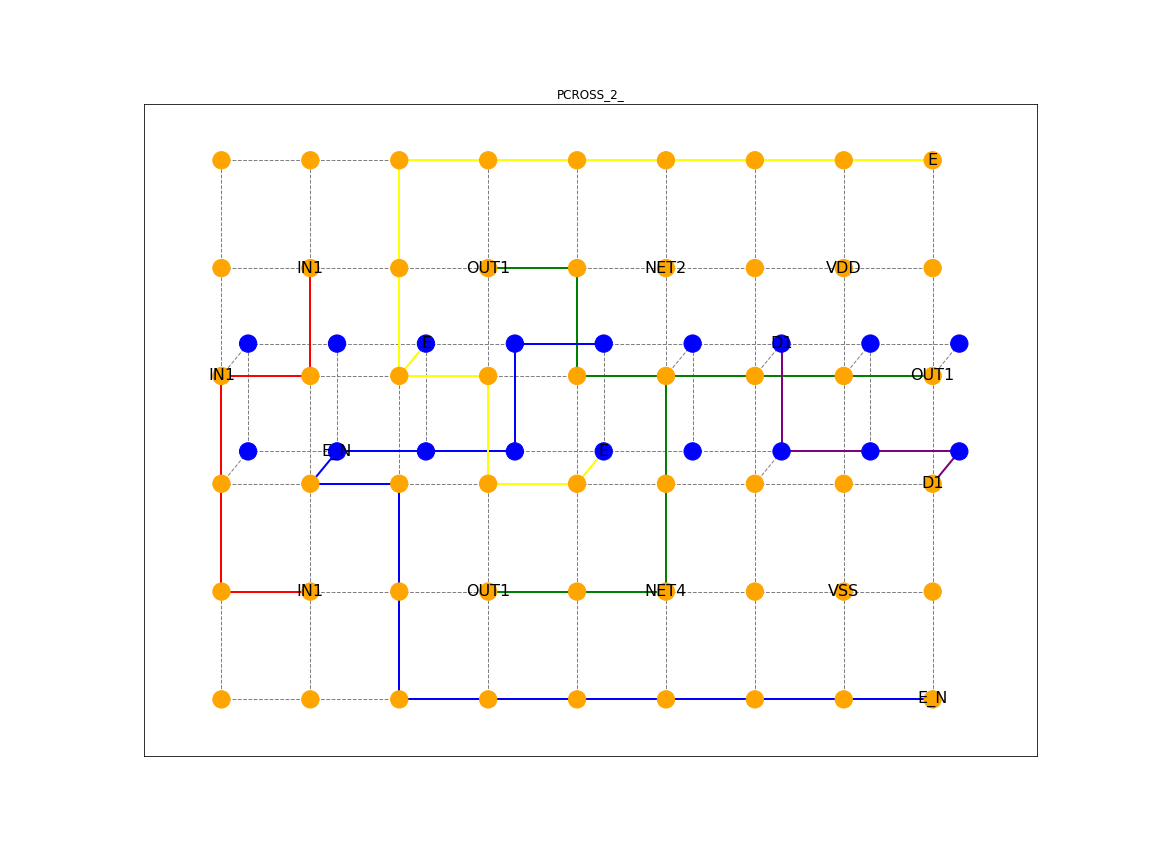 PCROSS_2_
E
IN1 OUT1 NET2 VDD
E D1
IN1 OUT1
E_N E
D1
IN1 OUT1 NET4 VSS
E_N